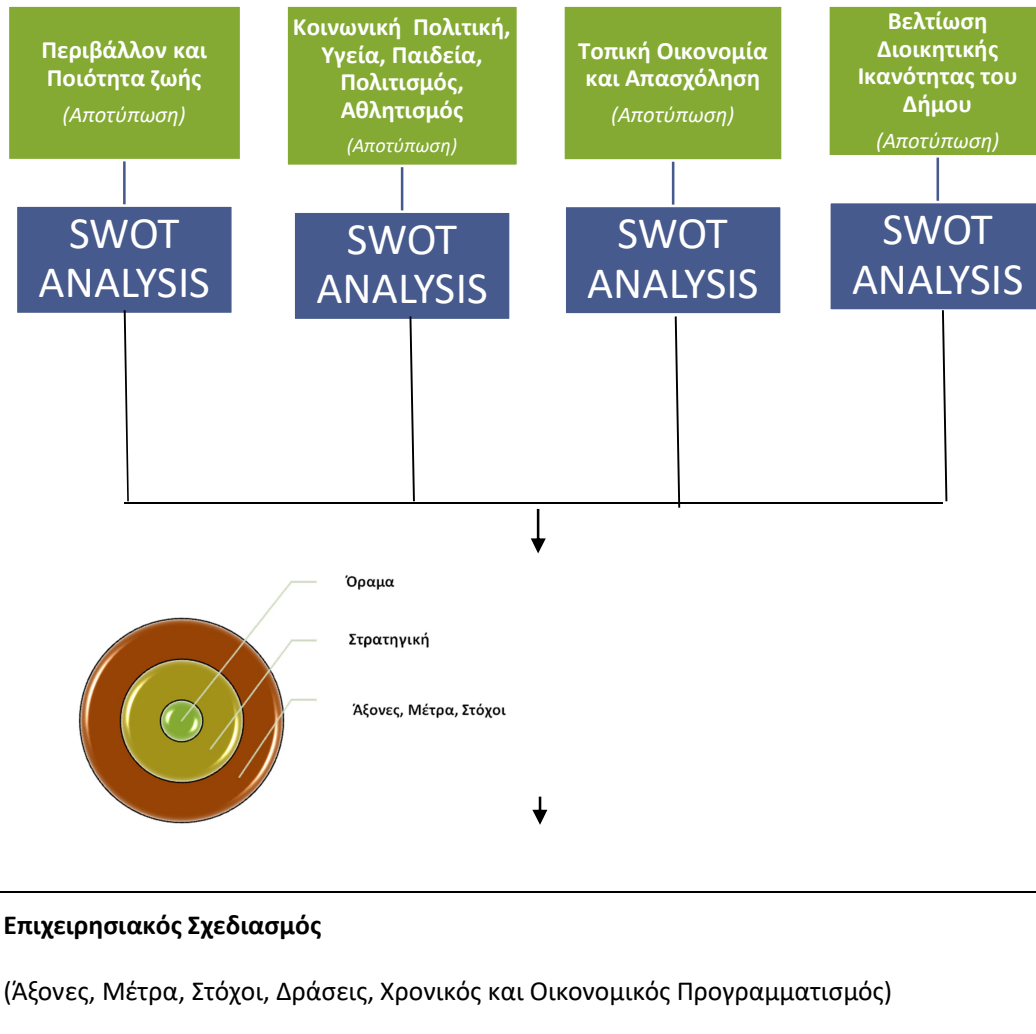 Περιβάλλον και
Ποιότητα ζωής
(Αποτύπωση)
Κοινωνική Πολιτική,
Υγεία, Παιδεία,
Πολιτισμός,
Αθλητισμός
(Αποτύπωση)
Τοπική Οικονομία
και Απασχόληση
(Αποτύπωση)
Βελτίωση
Διοικητικής
Ικανότητας του
Δήμου
(Αποτύπωση)
SWOT
ANALYSIS
SWOT
ANALYSIS
SWOT
ANALYSIS
SWOT
ANALYSIS
Όραμα
Στρατηγική
Άξονες, Μέτρα, Στόχοι
Επιχειρησιακός Σχεδιασμός
(Άξονες, Μέτρα, Στόχοι, Δράσεις, Χρονικός και Οικονομικός Προγραμματισμός)